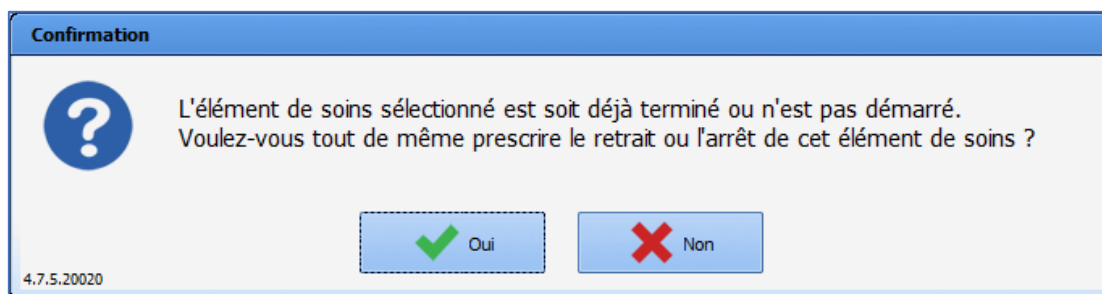 Confirmation
L'élément de soins sélectionné est soit déjà terminé ou n'est pas démarré.
Voulez-vous tout de même prescrire le retrait ou l'arrêt de cet élément de soins ?
Oui
Non
4.7.5.20020